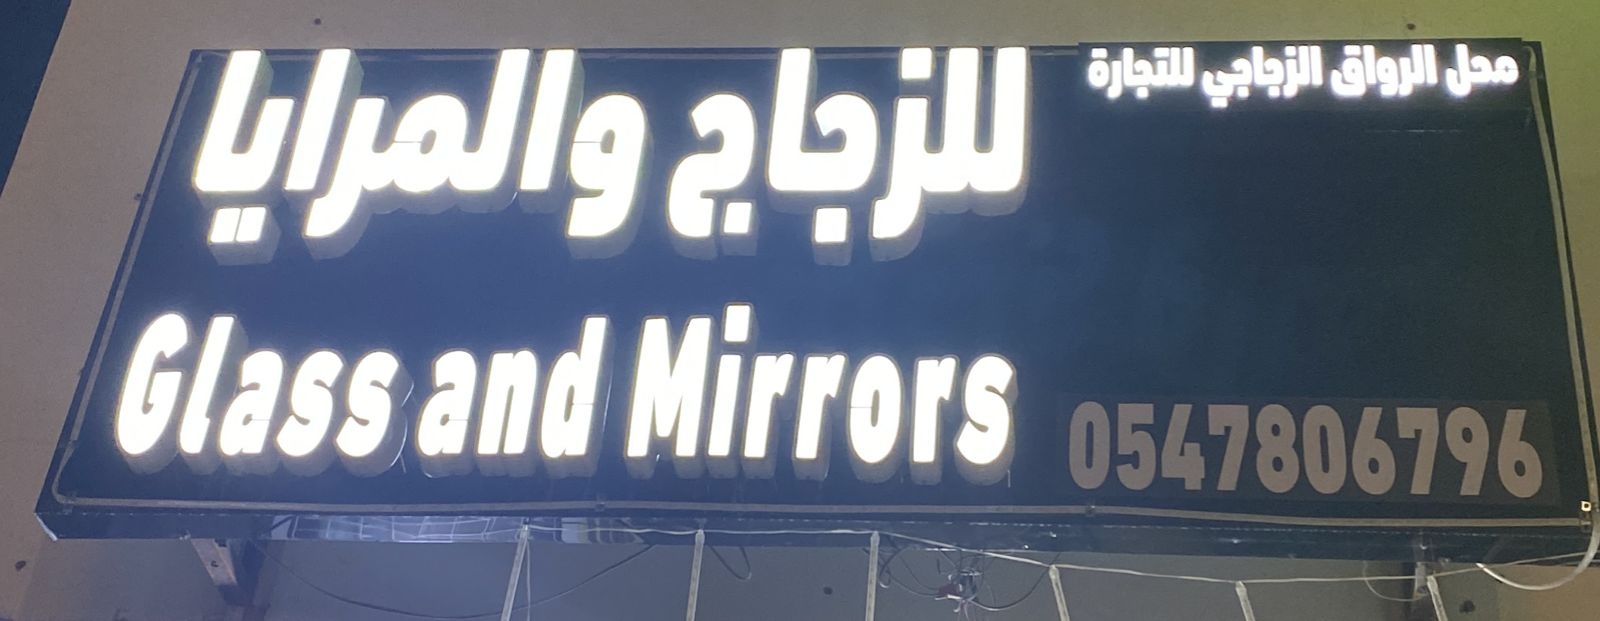 محل الرواق الزجاجي للتجارة
للزجاج والمرايا
Glass and Mirrors
0547806796